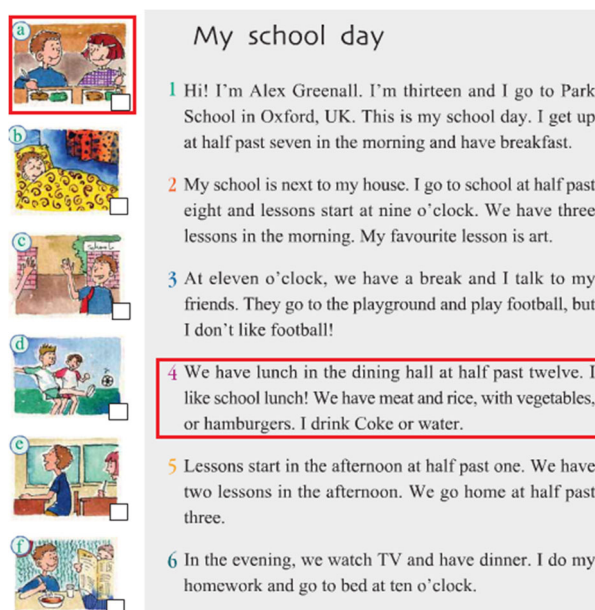 My school day
1 Hi! I'm Alex Greenall. I'm thirteen and I go to Park
School in Oxford, UK. This is my school day. I get up
at half past seven in the morning and have breakfast.
2 My school is next to my house. I go to school at half past
eight and lessons start at nine o'clock. We have three
lessons in the morning. My favourite lesson is art.
3 At eleven o'clock, we have a break and I talk to my
friends. They go to the playground and play football, but
I don't like football!
4 We have lunch in the dining hall at half past twelve. I
like school lunch! We have meat and rice, with vegetables,
or hamburgers. I drink Coke or water.
5 Lessons start in the afternoon at half past one. We have
two lessons in the afternoon. We go home at half past
three.
6 In the evening, we watch TV and have dinner. I do my
homework and go to bed at ten o'clock.
a
b
c
School
d
e
f